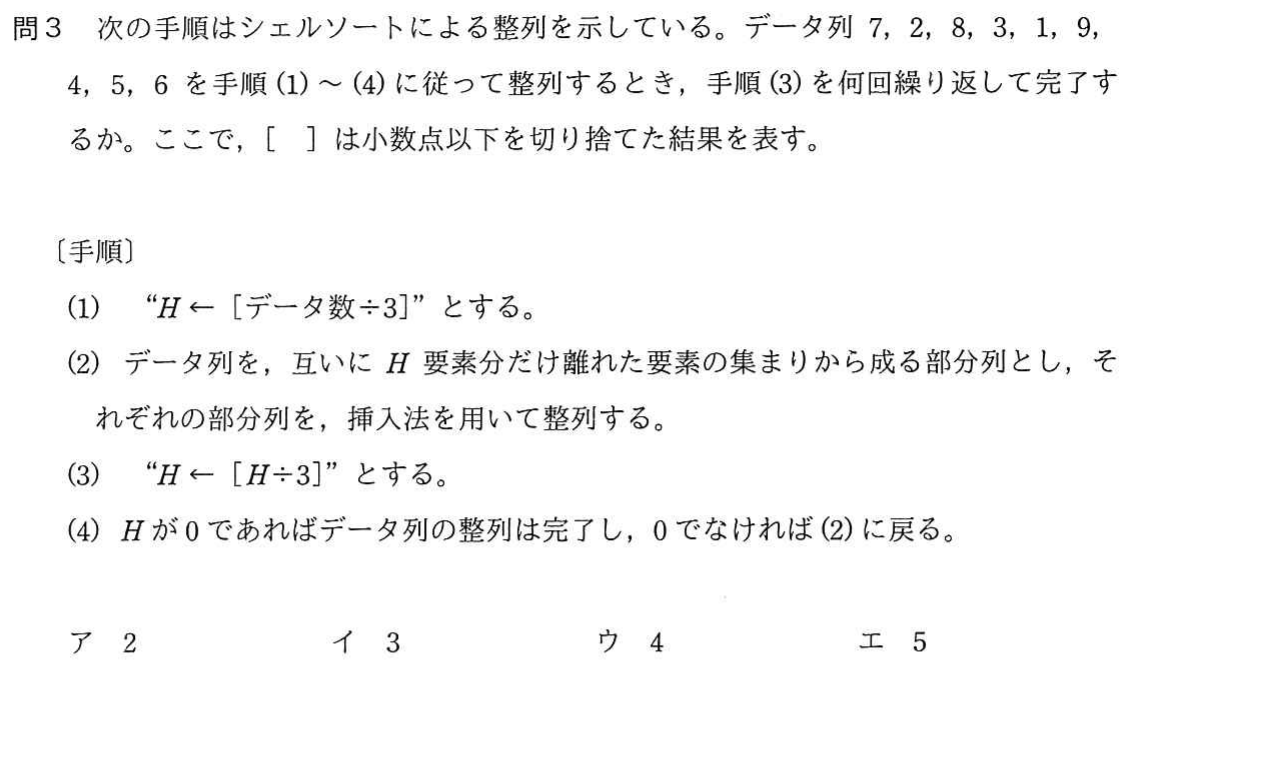 問3 次の手順はシェルソートによる整列を示している。データ列 7，2，8，3，1，9，
4，5，6 を手順(1)～(4)に従って整列するとき，手順(3)を何回繰り返して完了す
るか。ここで，[ ] は小数点以下を切り捨てた結果を表す。
〔手順〕
(1) “H ← [データ数÷3]” とする。
(2) データ列を，互いに H 要素分だけ離れた要素の集まりから成る部分列とし，そ
れぞれの部分列を，挿入法を用いて整列する。
(3) “H ← [H÷3]” とする。
(4) H が 0 であればデータ列の整列は完了し，0 でなければ(2)に戻る。
ア 2 イ 3 ウ 4 エ 5